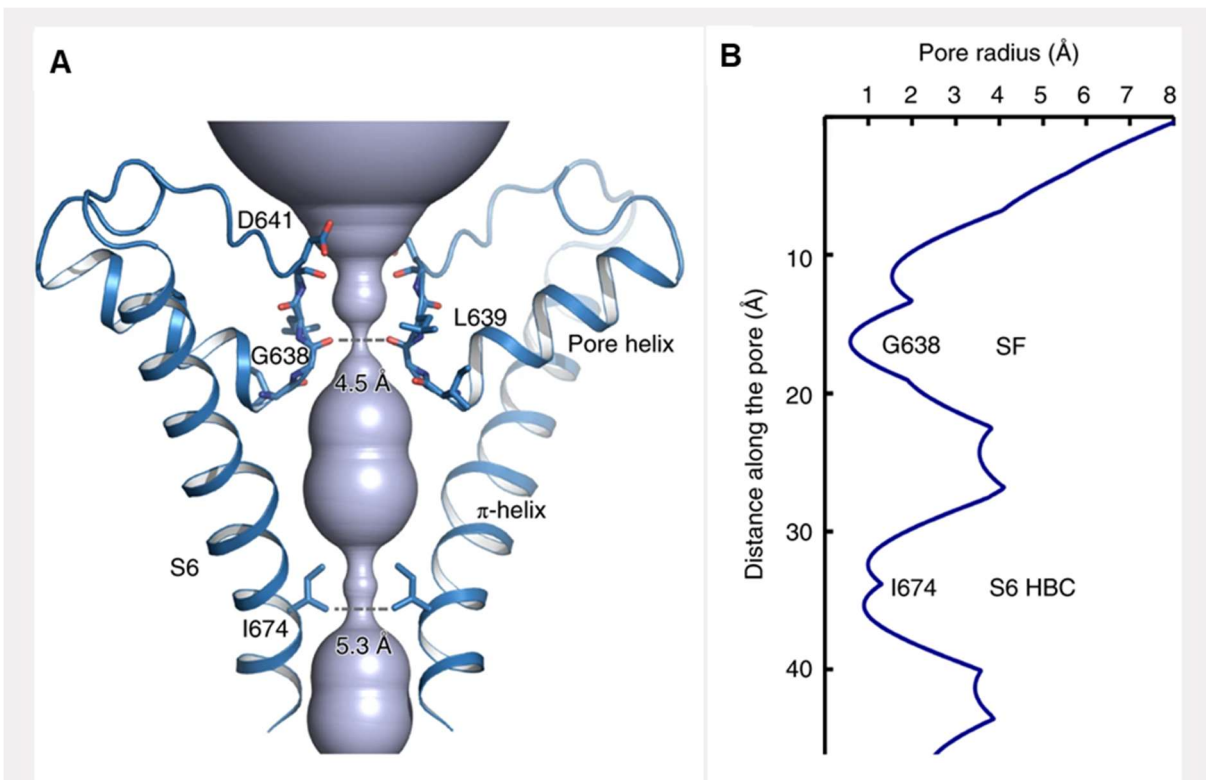 A
D641
L639
G638
Pore helix
4.5 Å
π-helix
S6
I674
5.3 Å
B
Pore radius (Å)
1 2 3 4 5 6 7 8
Distance along the pore (Å)
10
G638 SF
20
30
I674 S6 HBC
40